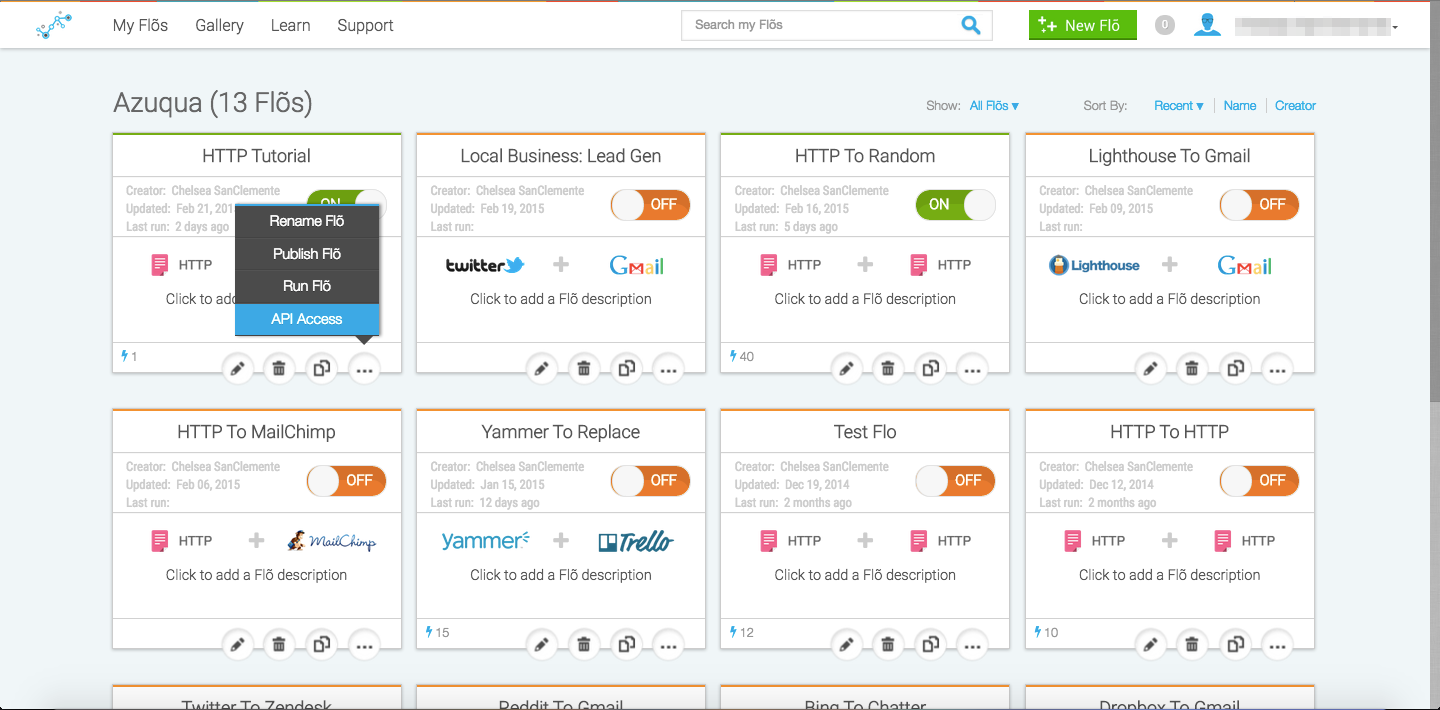 My Flõs Gallery Learn Support Search my Flõs New Flõ 0
Azuqua (13 Flõs) Show: All Flõs ▾ Sort By: Recent ▾ Name Creator
HTTP Tutorial
Creator: Chelsea SanClemente
Updated: Feb 21, 201
ON
Last run: 2 days ago
HTTP
Click to add
Rename Flõ
Publish Flõ
Run Flõ
API Access
1
Local Business: Lead Gen
Creator: Chelsea SanClemente
Updated: Feb 19, 2015
OFF
Last run:
twitter + Gmail
Click to add a Flõ description
HTTP To Random
Creator: Chelsea SanClemente
Updated: Feb 16, 2015
ON
Last run: 5 days ago
HTTP + HTTP
Click to add a Flõ description
40
Lighthouse To Gmail
Creator: Chelsea SanClemente
Updated: Feb 09, 2015
OFF
Last run:
Lighthouse + Gmail
Click to add a Flõ description
HTTP To MailChimp
Creator: Chelsea SanClemente
Updated: Feb 06, 2015
OFF
Last run:
HTTP + MailChimp
Click to add a Flõ description
Yammer To Replace
Creator: Chelsea SanClemente
Updated: Jan 15, 2015
OFF
Last run: 12 days ago
yammer + Trello
Click to add a Flõ description
15
Test Flo
Creator: Chelsea SanClemente
Updated: Dec 19, 2014
OFF
Last run: 2 months ago
HTTP + HTTP
Click to add a Flõ description
12
HTTP To HTTP
Creator: Chelsea SanClemente
Updated: Dec 12, 2014
OFF
Last run: 2 months ago
HTTP + HTTP
Click to add a Flõ description
10
Twitter To Zendesk
Reddit To Gmail
Bing To Chatter
Dropbox To Gmail